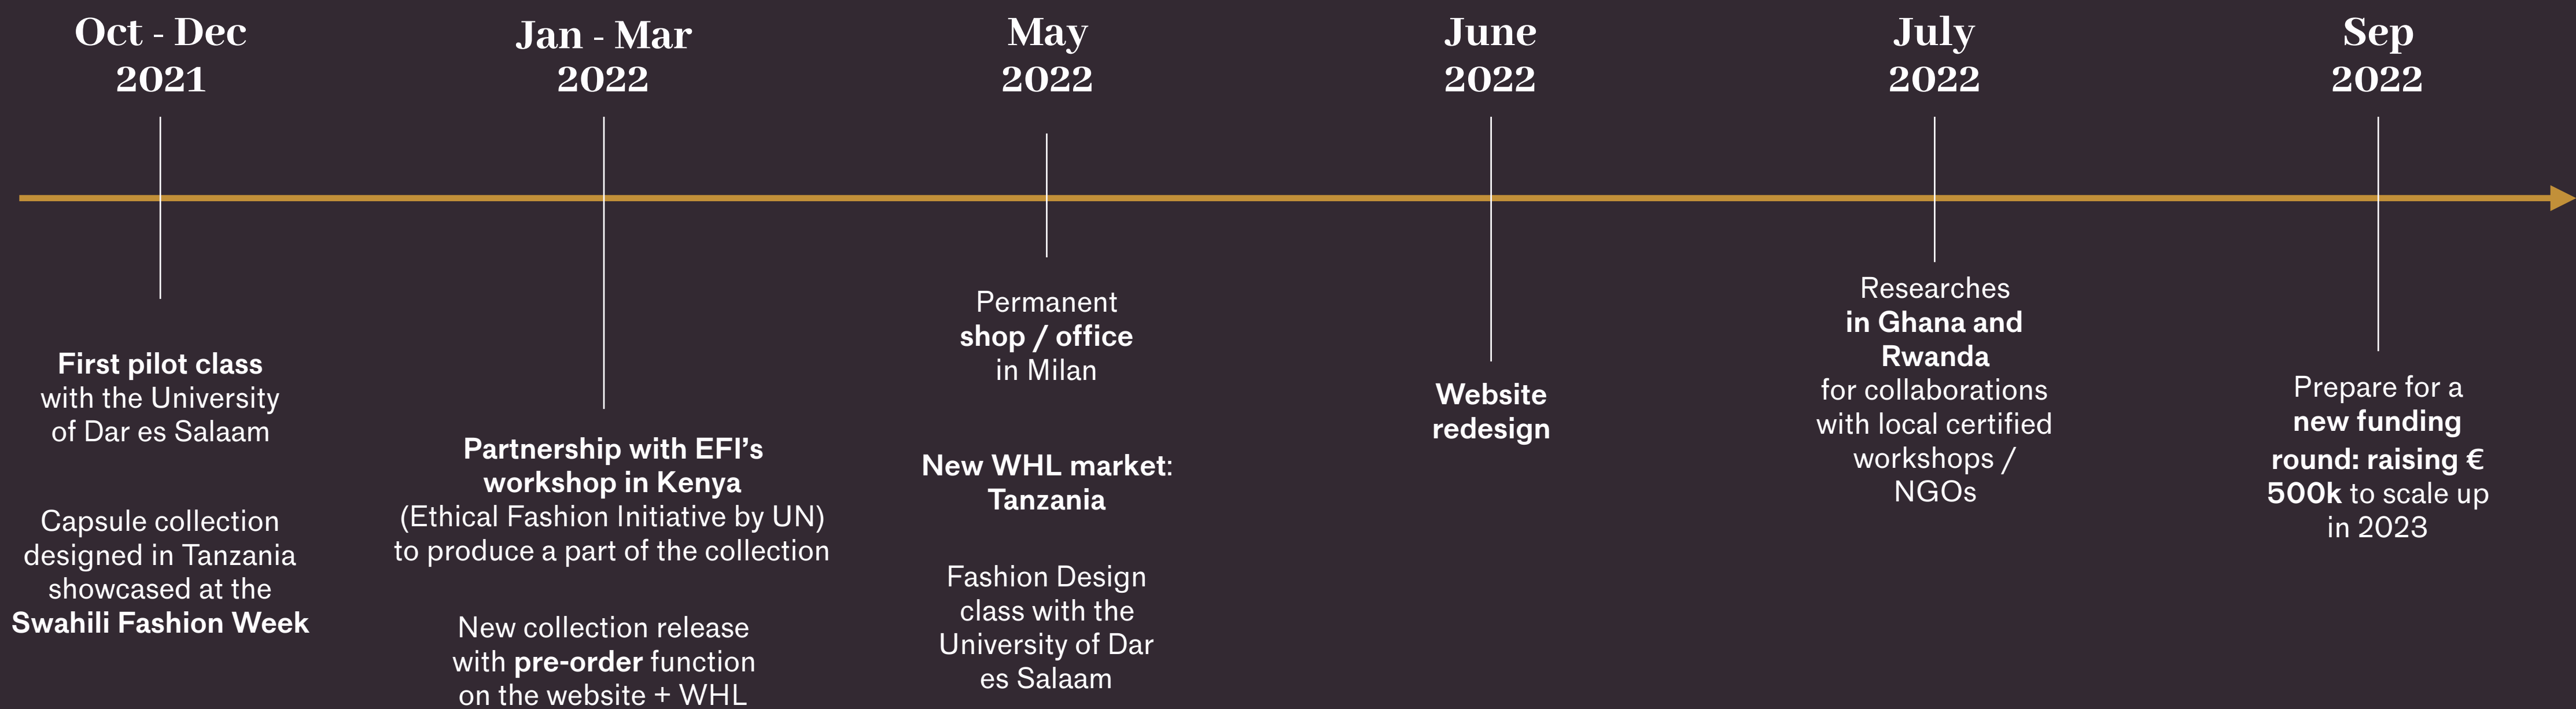 Oct - Dec
2021
First pilot class
with the University
of Dar es Salaam
Capsule collection
designed in Tanzania
showcased at the
Swahili Fashion Week
Jan - Mar
2022
Partnership with EFI’s
workshop in Kenya
(Ethical Fashion Initiative by UN)
to produce a part of the collection
New collection release
with pre-order function
on the website + WHL
May
2022
Permanent
shop / office
in Milan
New WHL market:
Tanzania
Fashion Design
class with the
University of Dar
es Salaam
June
2022
Website
redesign
July
2022
Researches
in Ghana and
Rwanda
for collaborations
with local certified
workshops /
NGOs
Sep
2022
Prepare for a
new funding
round: raising €
500k to scale up
in 2023